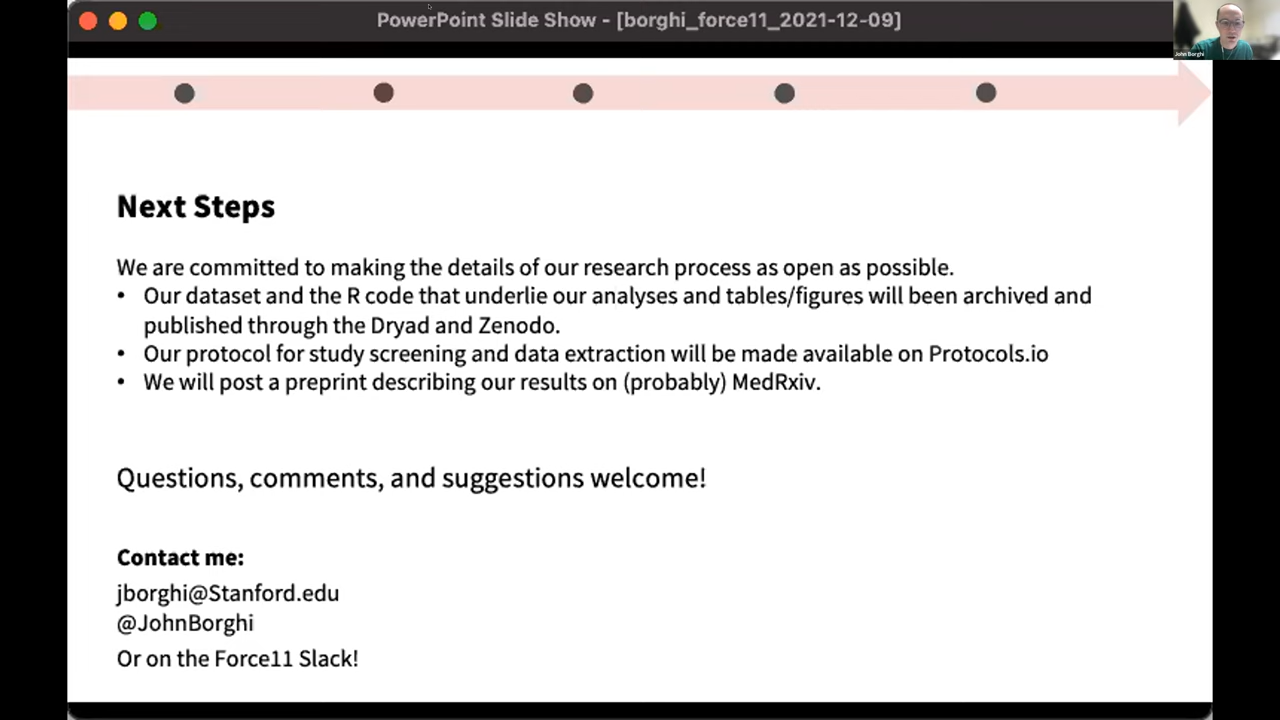 PowerPoint Slide Show - [borghi_force11_2021-12-09]
John Borghi
Next Steps
We are committed to making the details of our research process as open as possible.
• Our dataset and the R code that underlie our analyses and tables/figures will been archived and
published through the Dryad and Zenodo.
• Our protocol for study screening and data extraction will be made available on Protocols.io
• We will post a preprint describing our results on (probably) MedRxiv.
Questions, comments, and suggestions welcome!
Contact me:
jborghi@Stanford.edu
@JohnBorghi
Or on the Force11 Slack!